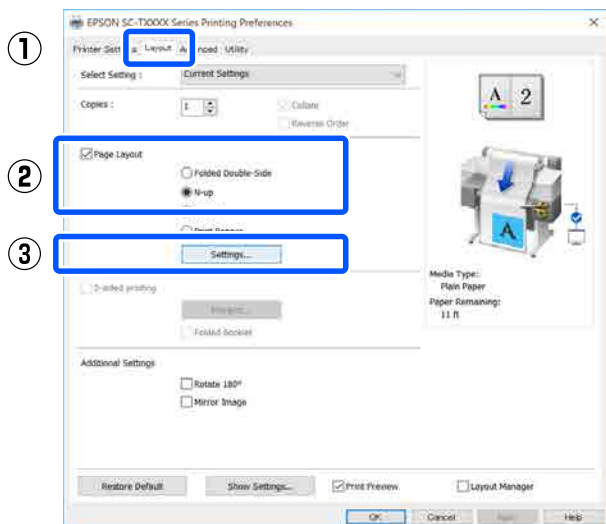 EPSON SC-TXXXX Series Printing Preferences
1
Layout Utility
Select Setting : Current Settings
Copies : 1 Collate
Reverse Order
2
Page Layout
Folded Double-Side
N-up
3
Settings...
2-sided printing
Folded Booklet
A 2
A
Media Type:
Plain Paper
Paper Remaining:
11 ft
Additional Settings
Rotate 180°
Mirror Image
Restore Default Show Settings... Print Preview Layout Manager
OK Cancel Help